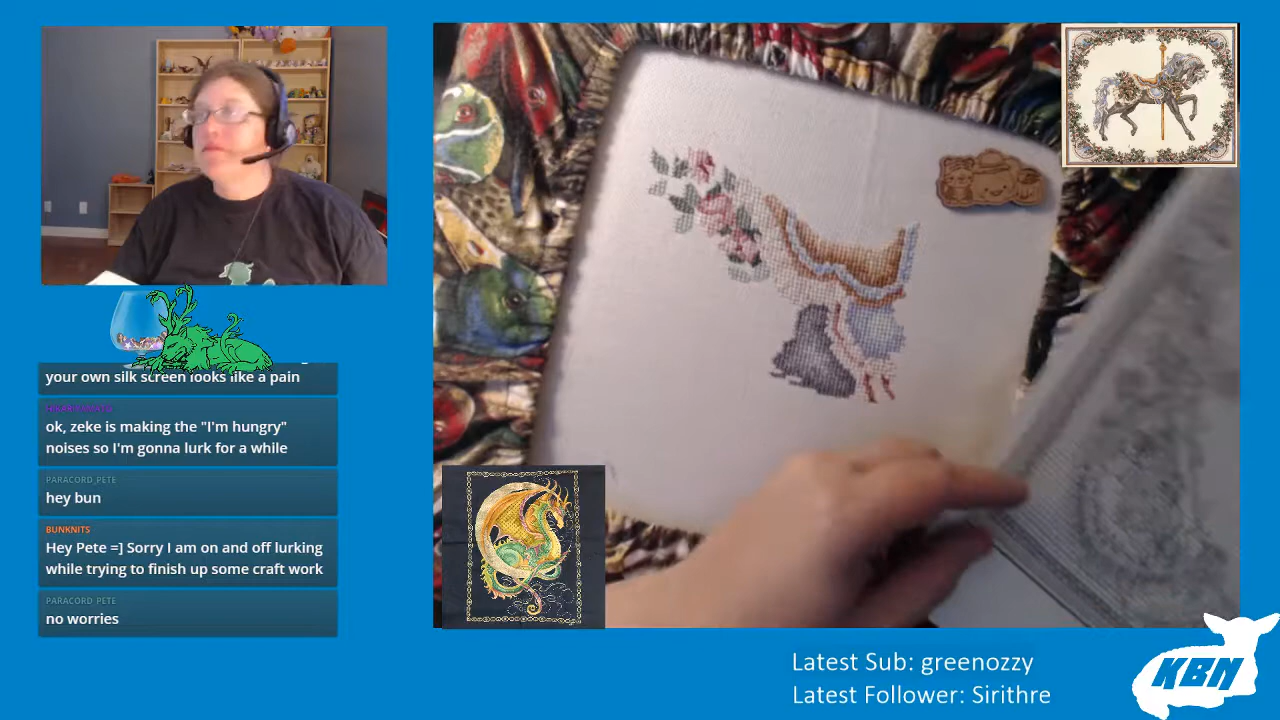 your own silk screen looks like a pain
ok, zeke is making the "I'm hungry"
noises so I'm gonna lurk for a while
PARACORD_PETE
hey bun
BUNKNITS
Hey Pete =] Sorry I am on and off lurking
while trying to finish up some craft work
PARACORD_PETE
no worries
Latest Sub: greenozzy
Latest Follower: Sirithre
KBN